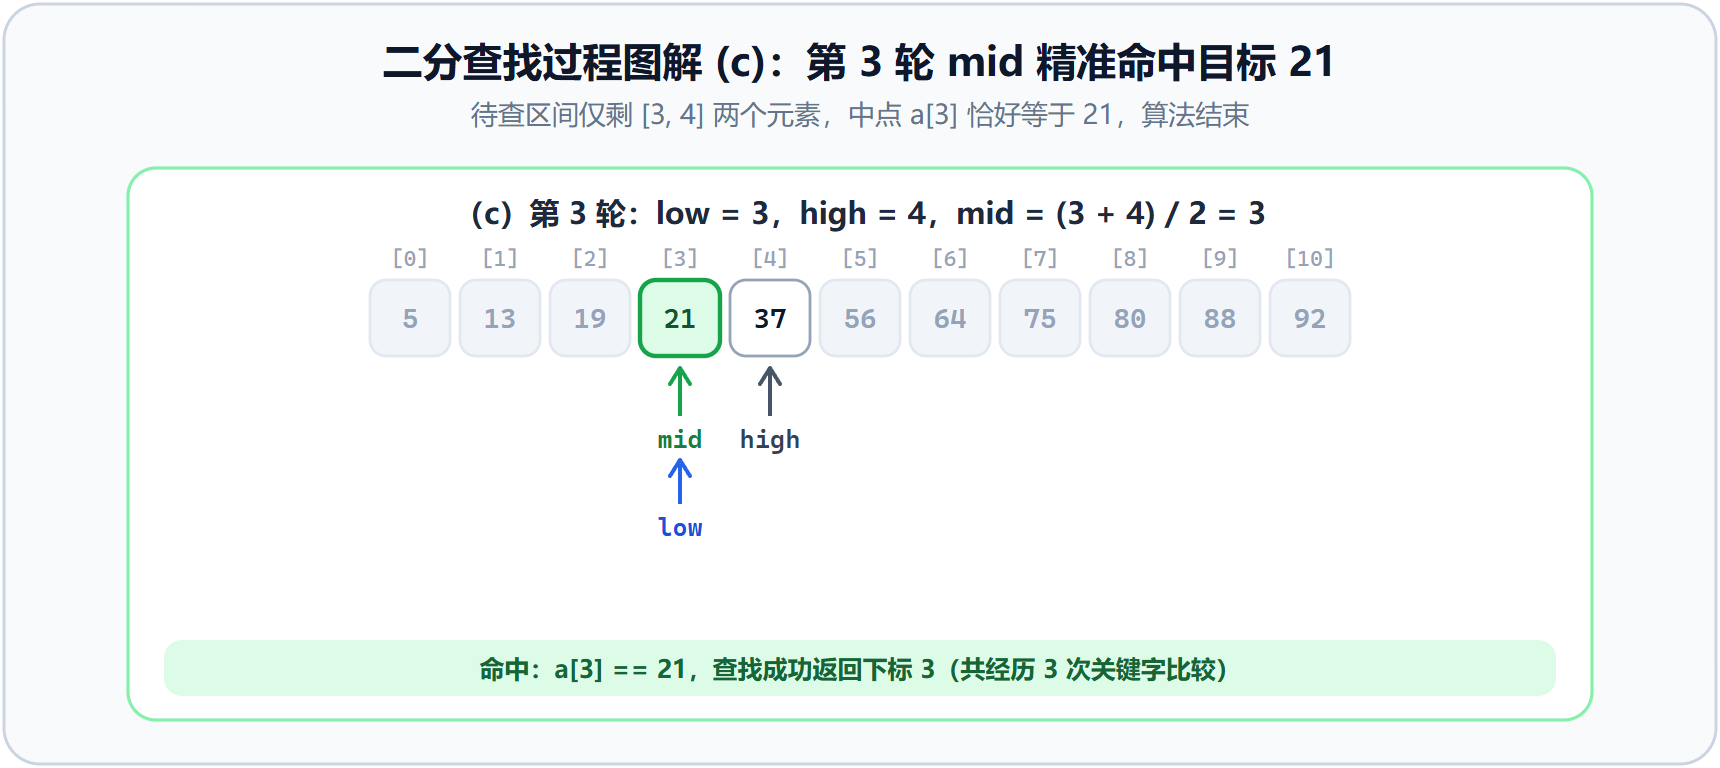 二分查找过程图解 (c)：第 3 轮 mid 精准命中目标 21
待查区间仅剩 [3, 4] 两个元素，中点 a[3] 恰好等于 21，算法结束
(c) 第 3 轮：low = 3，high = 4，mid = (3 + 4) / 2 = 3
[0] [1] [2] [3] [4] [5] [6] [7] [8] [9] [10]
5 13 19 21 37 56 64 75 80 88 92
mid high
low
命中：a[3] == 21，查找成功返回下标 3（共经历 3 次关键字比较）